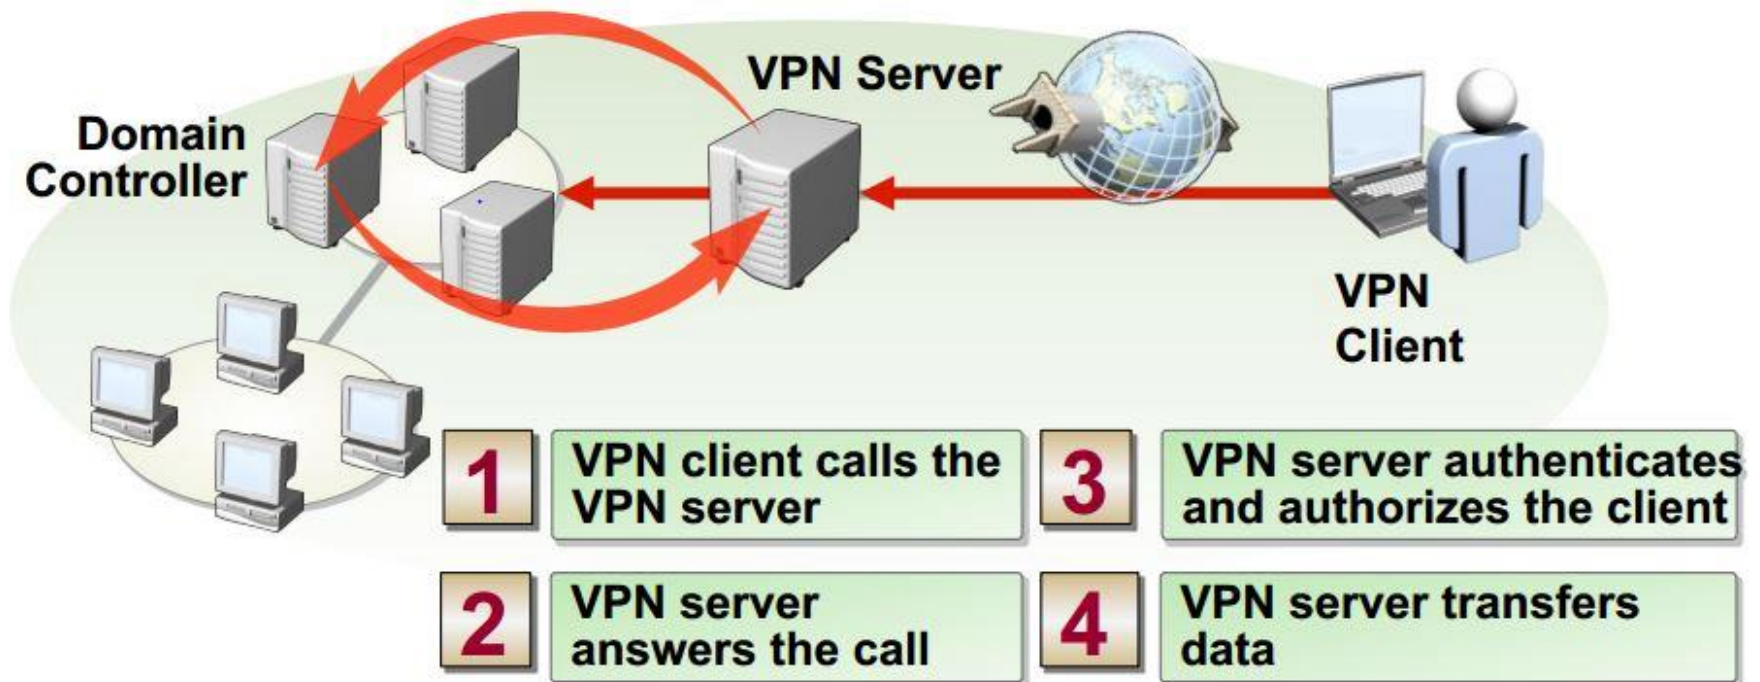 VPN Server
Domain
Controller
VPN
Client
1
VPN client calls the
VPN server
2
VPN server
answers the call
3
VPN server authenticates
and authorizes the client
4
VPN server transfers
data